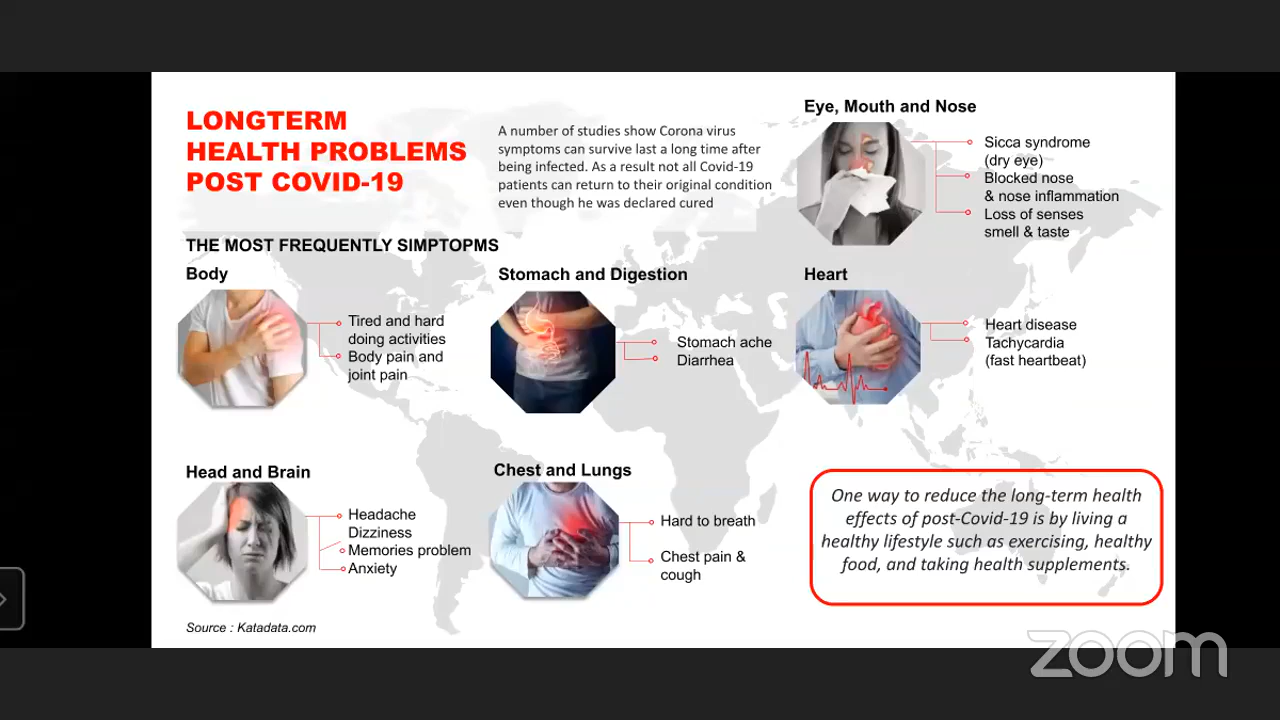 LONGTERM
HEALTH PROBLEMS
POST COVID-19
A number of studies show Corona virus
symptoms can survive last a long time after
being infected. As a result not all Covid-19
patients can return to their original condition
even though he was declared cured
Eye, Mouth and Nose
Sicca syndrome
(dry eye)
Blocked nose
& nose inflammation
Loss of senses
smell & taste
THE MOST FREQUENTLY SIMPTOPMS
Body
Tired and hard
doing activities
Body pain and
joint pain
Stomach and Digestion
Stomach ache
Diarrhea
Heart
Heart disease
Tachycardia
(fast heartbeat)
Head and Brain
Headache
Dizziness
Memories problem
Anxiety
Chest and Lungs
Hard to breath
Chest pain &
cough
One way to reduce the long-term health
effects of post-Covid-19 is by living a
healthy lifestyle such as exercising, healthy
food, and taking health supplements.
Source : Katadata.com
zoom